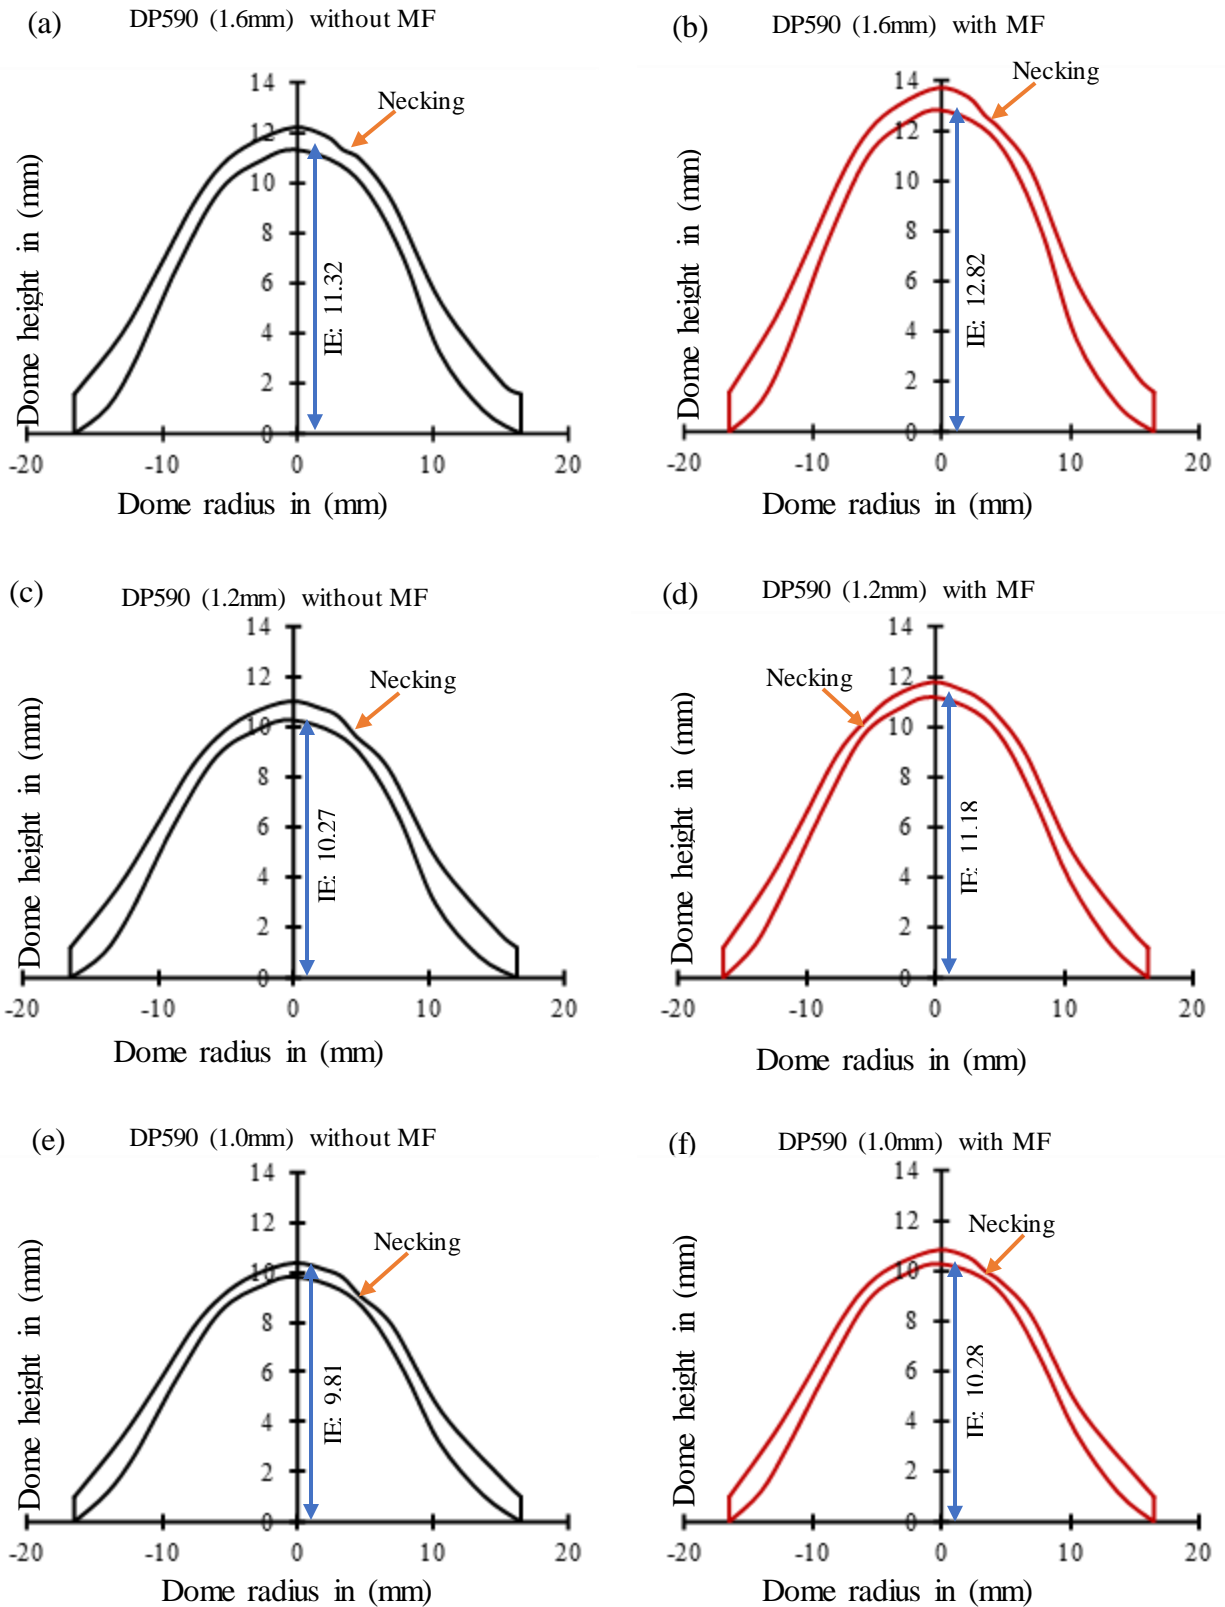 (a)
DP590 (1.6mm) without MF
Necking
14
12
10
8
6
4
2
0
IE: 11.32
Dome height in (mm)
-20
-10
0
10
20
Dome radius in (mm)
(b)
DP590 (1.6mm) with MF
Necking
14
12
10
8
6
4
2
0
IE: 12.82
Dome height in (mm)
-20
-10
0
10
20
Dome radius in (mm)
(c)
DP590 (1.2mm) without MF
Necking
14
12
10
8
6
4
2
0
IE: 10.27
Dome height in (mm)
-20
-10
0
10
20
Dome radius in (mm)
(d)
DP590 (1.2mm) with MF
Necking
14
12
10
8
6
4
2
0
IE: 11.18
Dome height in (mm)
-20
-10
0
10
20
Dome radius in (mm)
(e)
DP590 (1.0mm) without MF
Necking
14
12
10
8
6
4
2
0
IE: 9.81
Dome height in (mm)
-20
-10
0
10
20
Dome radius in (mm)
(f)
DP590 (1.0mm) with MF
Necking
14
12
10
8
6
4
2
0
IE: 10.28
Dome height in (mm)
-20
-10
0
10
20
Dome radius in (mm)